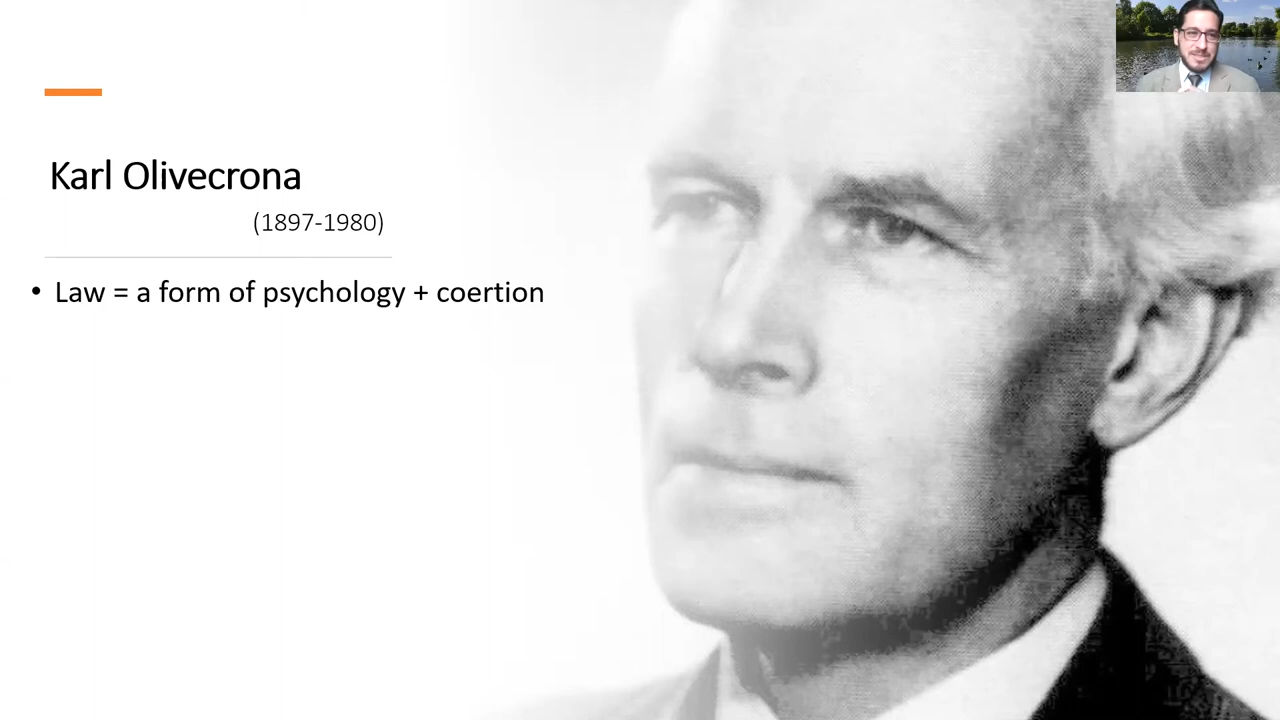 Karl Olivecrona
(1897-1980)
• Law = a form of psychology + coertion